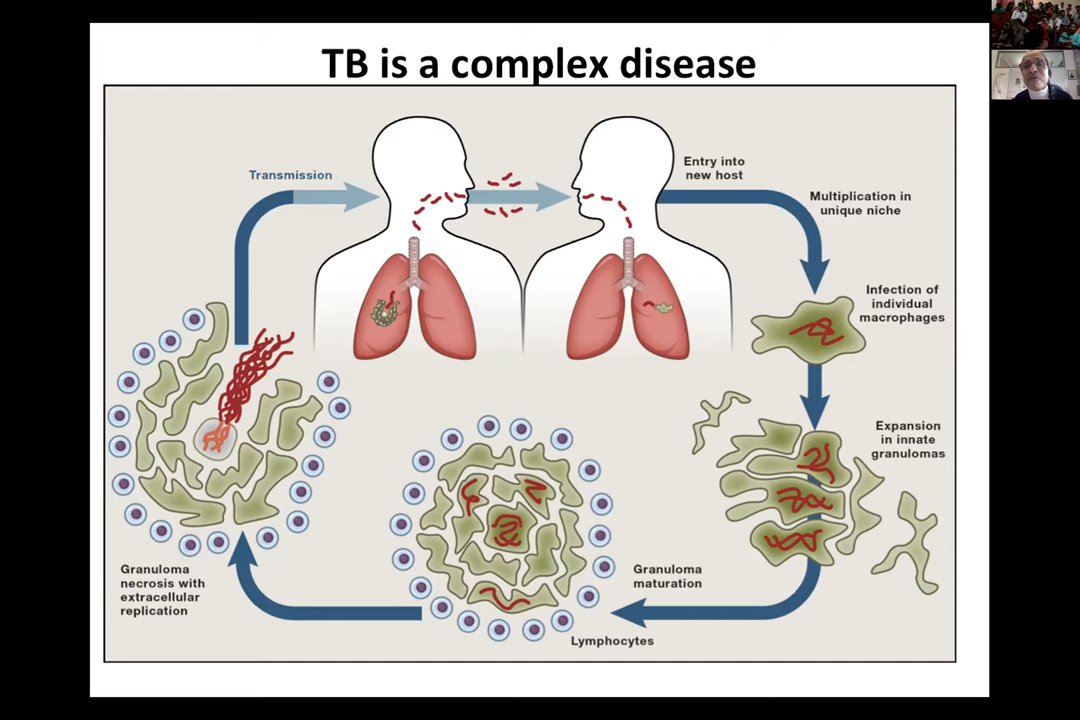 TB is a complex disease
Transmission
Entry into
new host
Multiplication in
unique niche
Infection of
individual
macrophages
Expansion
in innate
granulomas
Granuloma
maturation
Lymphocytes
Granuloma
necrosis with
extracellular
replication